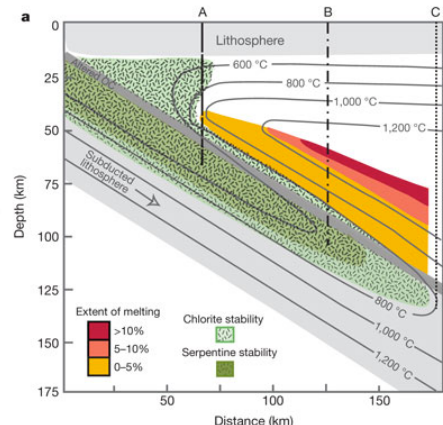 a
A
B
C
Lithosphere
0
25
50
75
100
125
150
175
Depth (km)
600 °C
800 °C
1,000 °C
1,200 °C
Altered OC
Subducted
lithosphere
800 °C
1,000 °C
1,200 °C
Extent of melting
>10%
5–10%
0–5%
Chlorite stability
Serpentine stability
50
100
150
Distance (km)